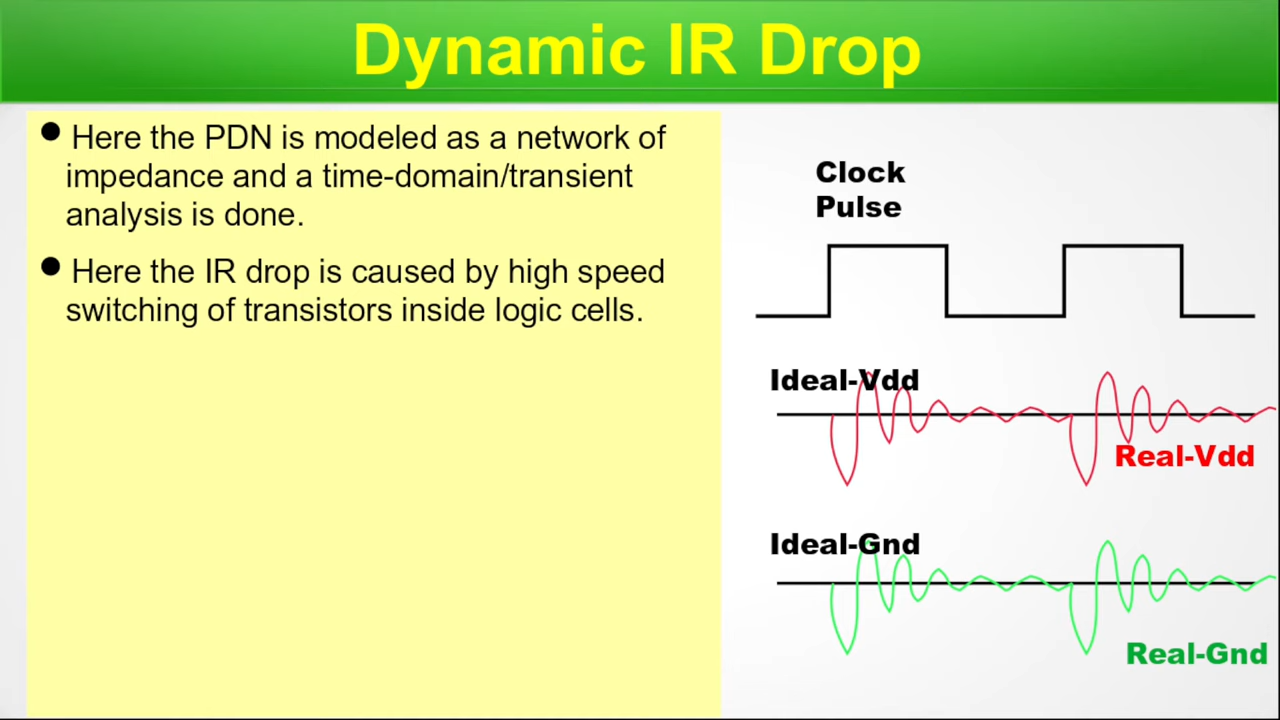 Dynamic IR Drop
●Here the PDN is modeled as a network of
impedance and a time-domain/transient
analysis is done.
●Here the IR drop is caused by high speed
switching of transistors inside logic cells.
Clock
Pulse
Ideal-Vdd
Real-Vdd
Ideal-Gnd
Real-Gnd